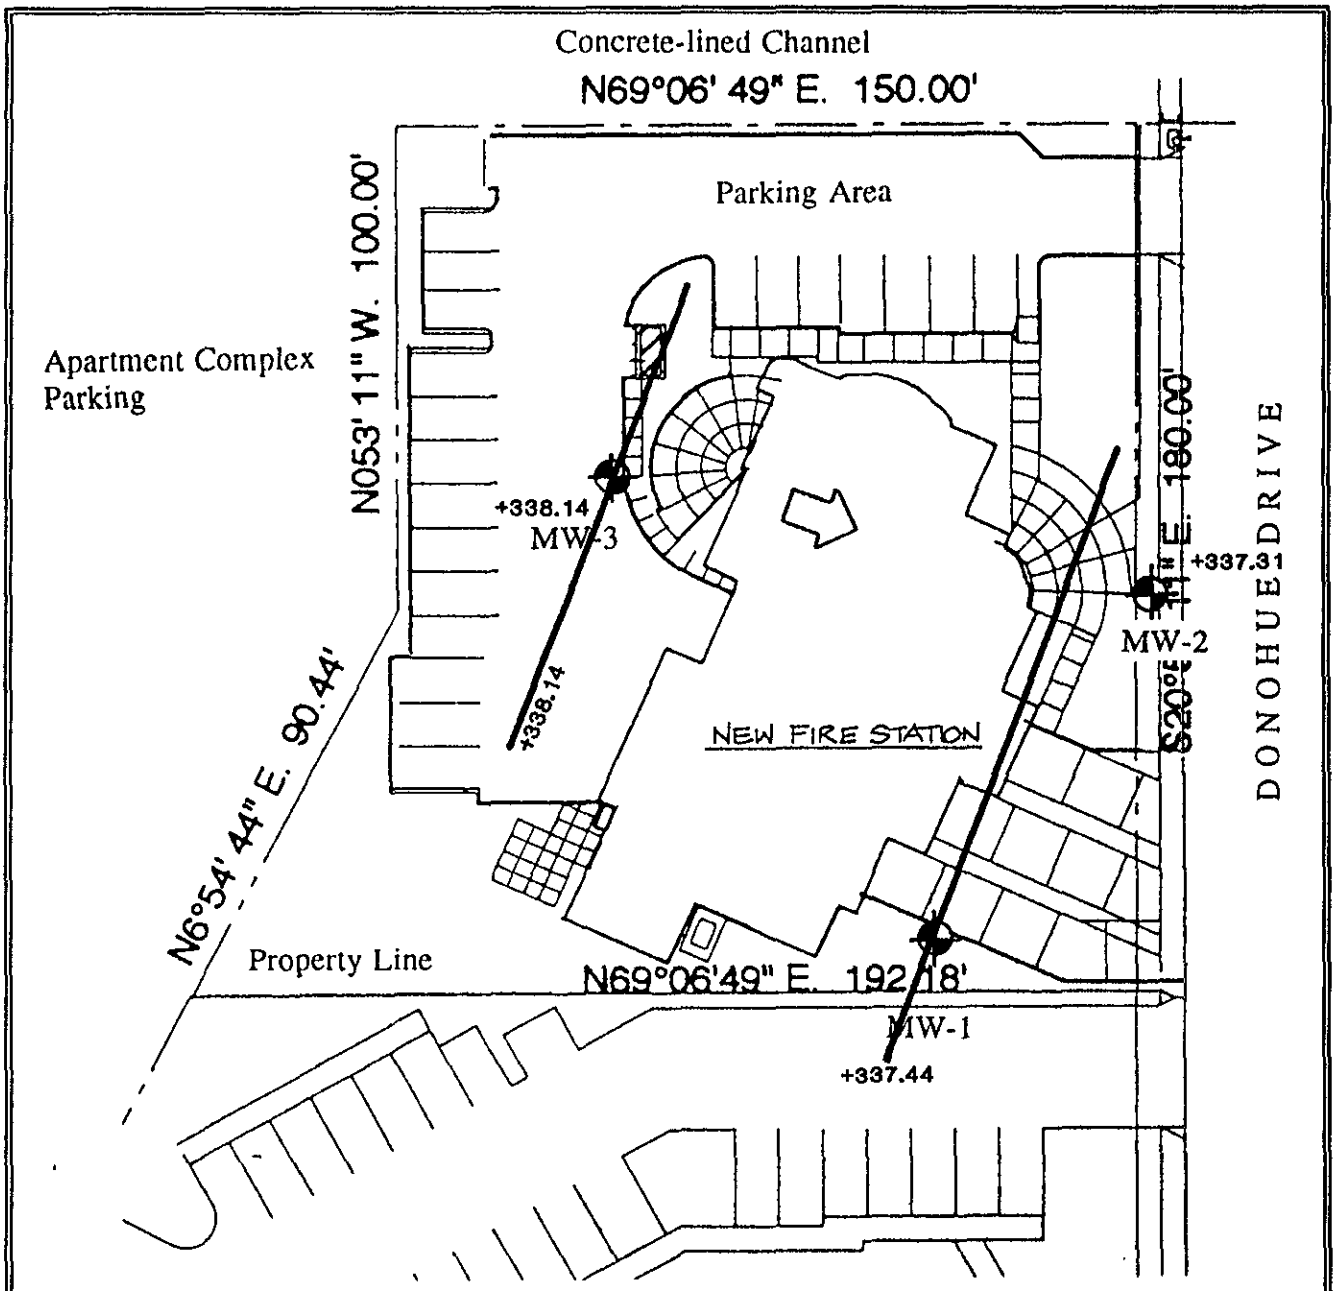 Concrete-lined Channel
N69°06' 49" E. 150.00'
Parking Area
N053' 11" W. 100.00'
Apartment Complex
Parking
+338.14
MW-3
+337.31
MW-2
180.00'
DONOHUE DRIVE
+338.14
NEW FIRE STATION
N6°54' 44" E. 90.44'
Property Line
N69°06'49" E. 192.18'
MW-1
+337.44